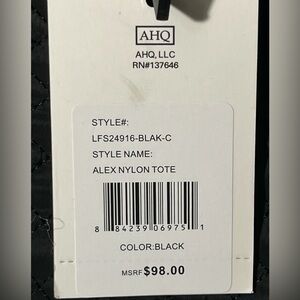 AHQ
AHQ, LLC
RN#137646
STYLE#:
LFS24916-BLAK-C
STYLE NAME:
ALEX NYLON TOTE
8 84239 06975 1
COLOR:BLACK
MSRF$98.00